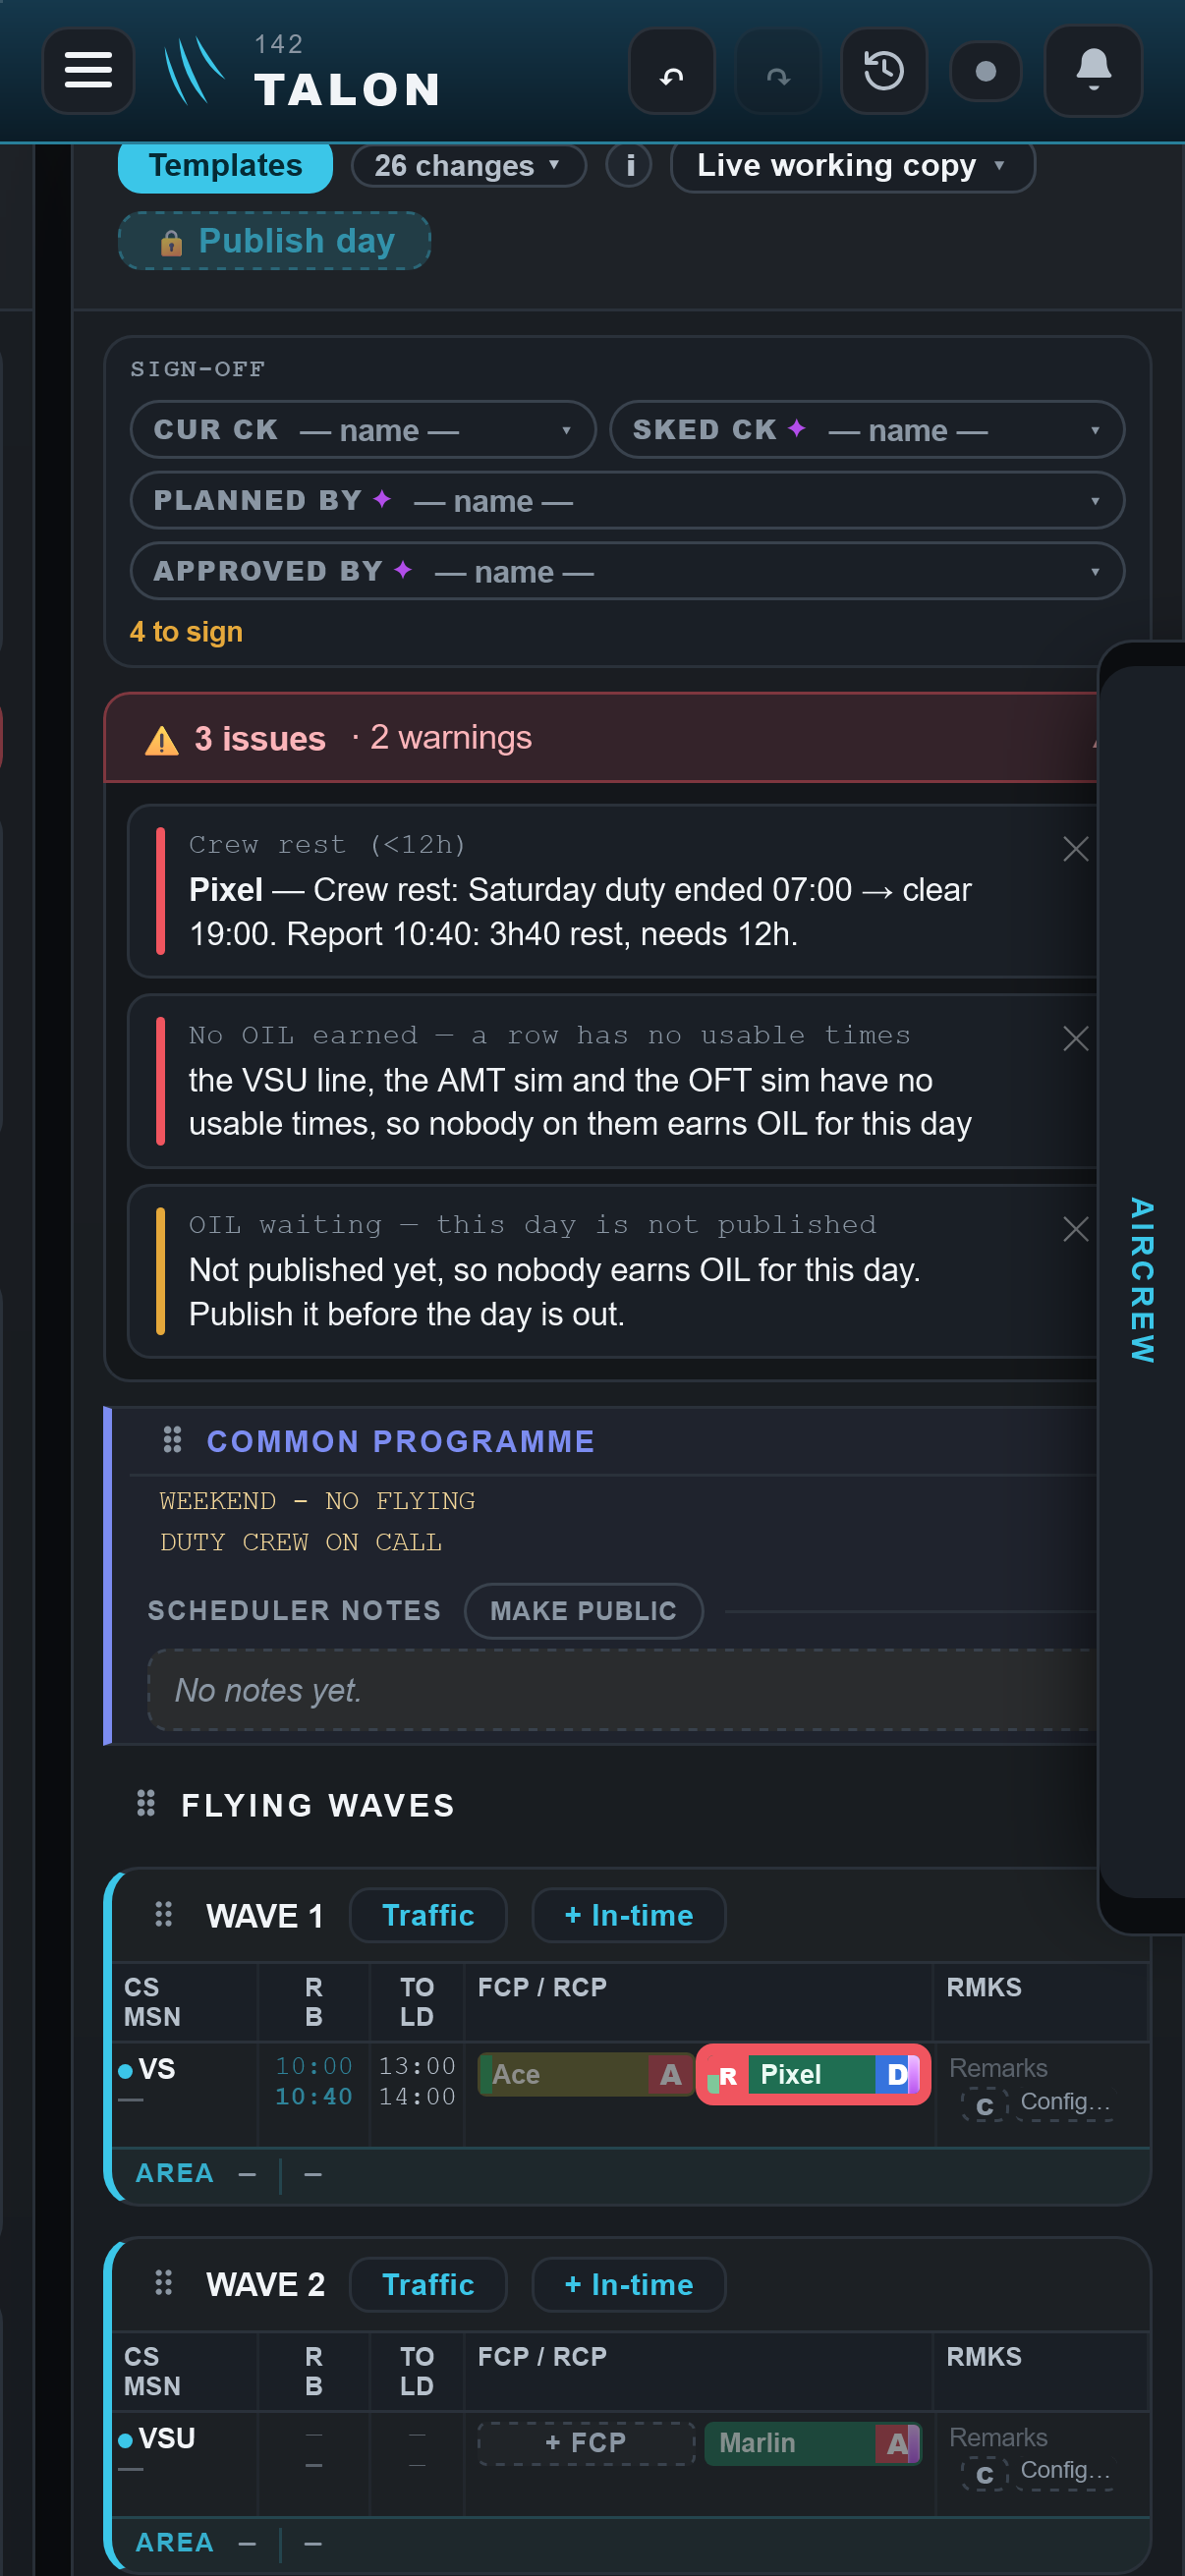 142
TALON
Templates
26 changes
i
Live working copy
Publish day
SIGN-OFF
CUR CK — name —
SKED CK — name —
PLANNED BY — name —
APPROVED BY — name —
4 to sign
3 issues · 2 warnings
Crew rest (<12h)
Pixel — Crew rest: Saturday duty ended 07:00 → clear
19:00. Report 10:40: 3h40 rest, needs 12h.
No OIL earned — a row has no usable times
the VSU line, the AMT sim and the OFT sim have no
usable times, so nobody on them earns OIL for this day
OIL waiting — this day is not published
Not published yet, so nobody earns OIL for this day.
Publish it before the day is out.
AIRCREW
COMMON PROGRAMME
WEEKEND - NO FLYING
DUTY CREW ON CALL
SCHEDULER NOTES MAKE PUBLIC
No notes yet.
FLYING WAVES
WAVE 1 Traffic + In-time
CS R TO FCP / RCP RMKS
MSN B LD
VS 10:00 13:00 Ace A R Pixel D Remarks
— 10:40 14:00 C Config...
AREA — | —
WAVE 2 Traffic + In-time
CS R TO FCP / RCP RMKS
MSN B LD
VSU — — + FCP Marlin A Remarks
— — — C Config...
AREA — | —